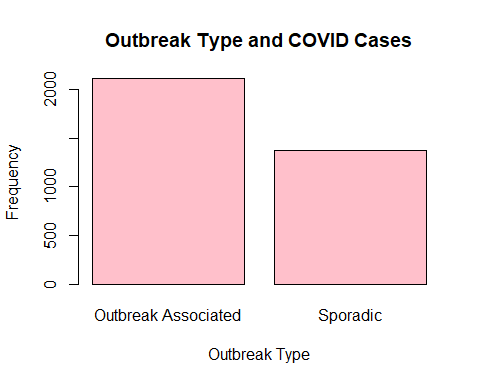 Outbreak Type and COVID Cases
Frequency
2000
1000
500
0
Outbreak Associated
Sporadic
Outbreak Type